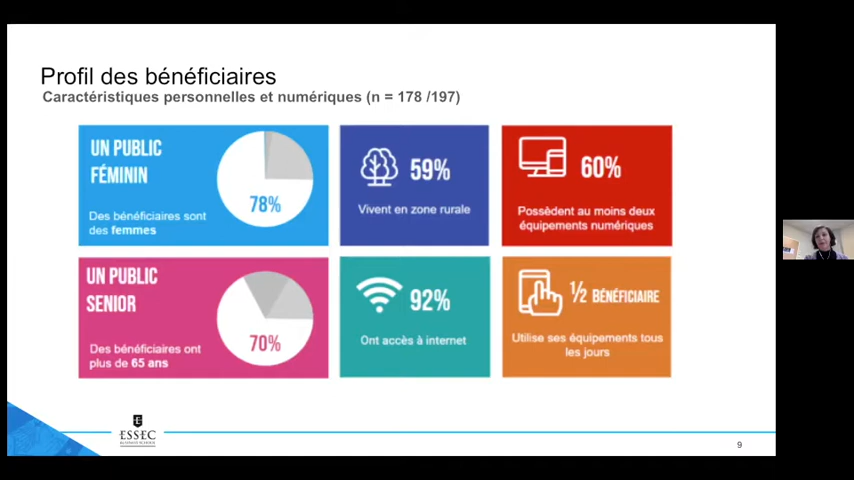 Profil des bénéficiaires
Caractéristiques personnelles et numériques (n = 178 /197)
UN PUBLIC
FÉMININ
78%
Des bénéficiaires sont
des femmes
59%
Vivent en zone rurale
60%
Possèdent au moins deux
équipements numériques
UN PUBLIC
SENIOR
70%
Des bénéficiaires ont
plus de 65 ans
92%
Ont accès à internet
½ BÉNÉFICIAIRE
Utilise ses équipements tous
les jours
ESSEC
BUSINESS SCHOOL
9